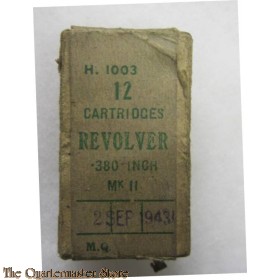 H. 1003
12
CARTRIDGES
REVOLVER
·380-INCH
MK II
2 SEP 1943
M.Q.
© The Quartermaster Store